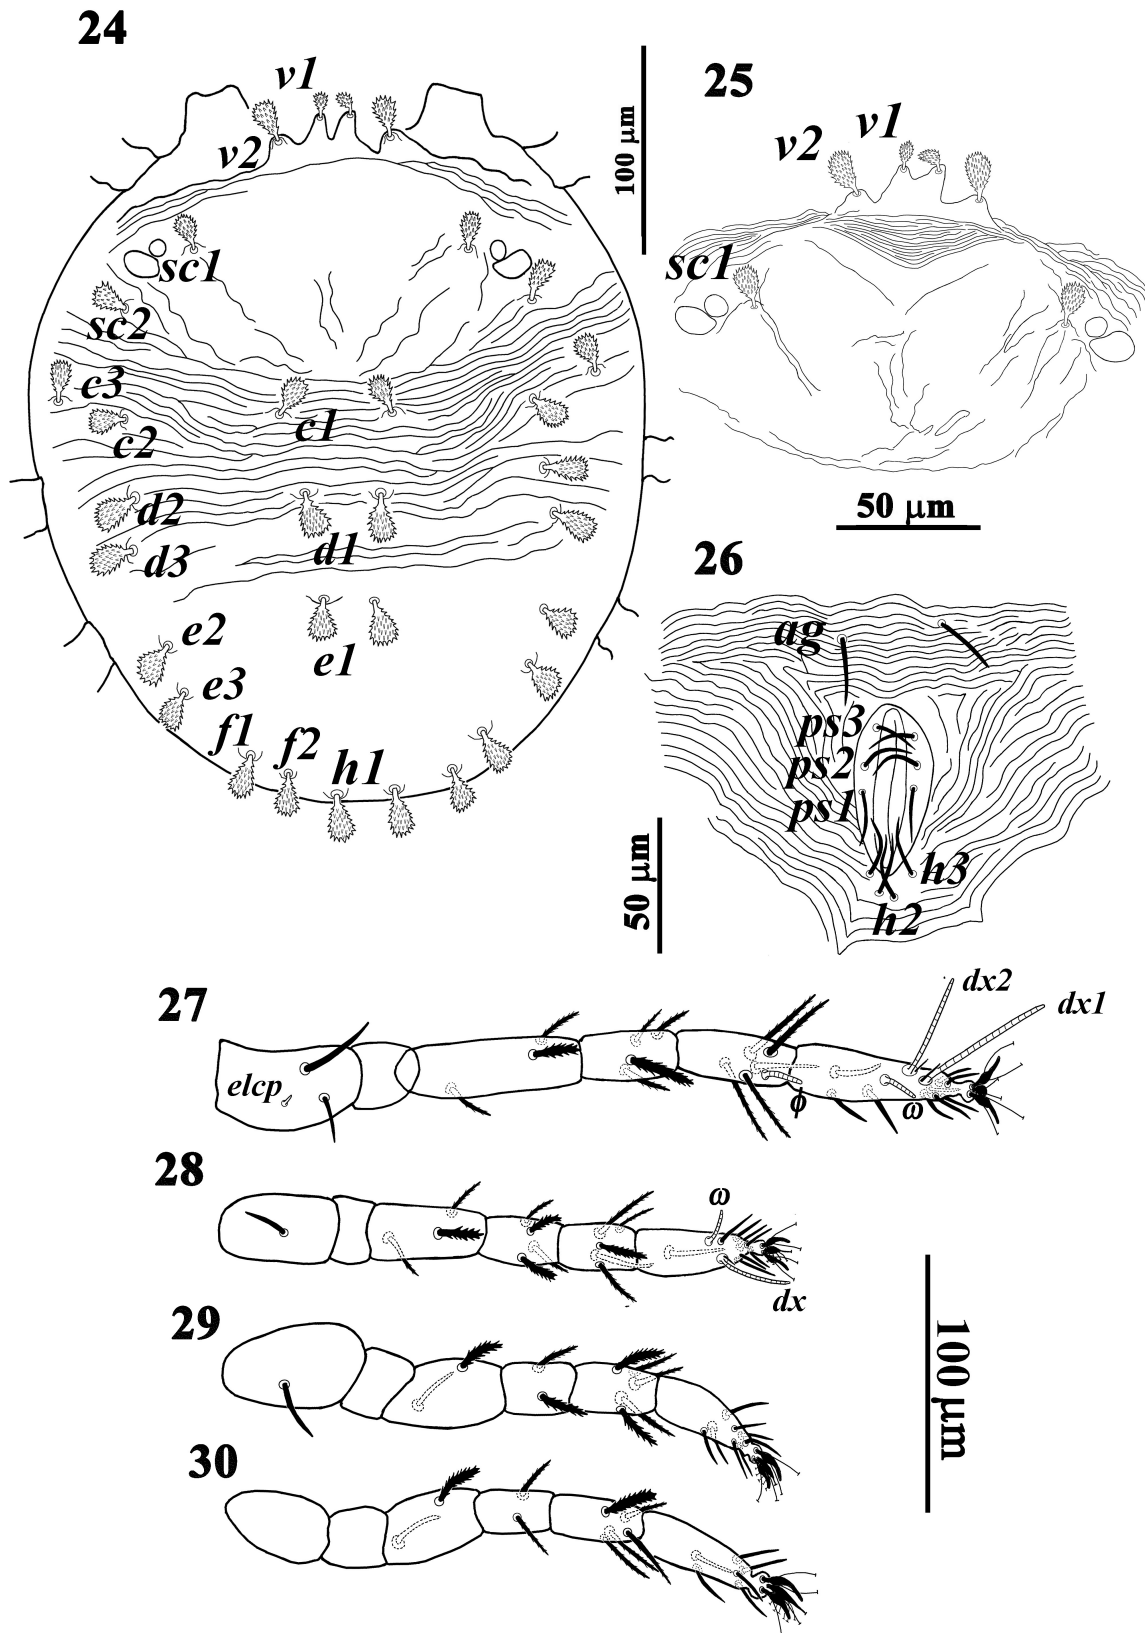 24
v1
v2
sc1
sc2
c3
c2
c1
d2
d3
d1
e2
e1
e3
f1
f2
h1
100 µm
25
v2
v1
sc1
50 µm
26
ag
ps3
ps2
ps1
h3
h2
50 µm
27
elcp
ϕ
ω
dx2
dx1
28
ω
dx
29
30
100 µm